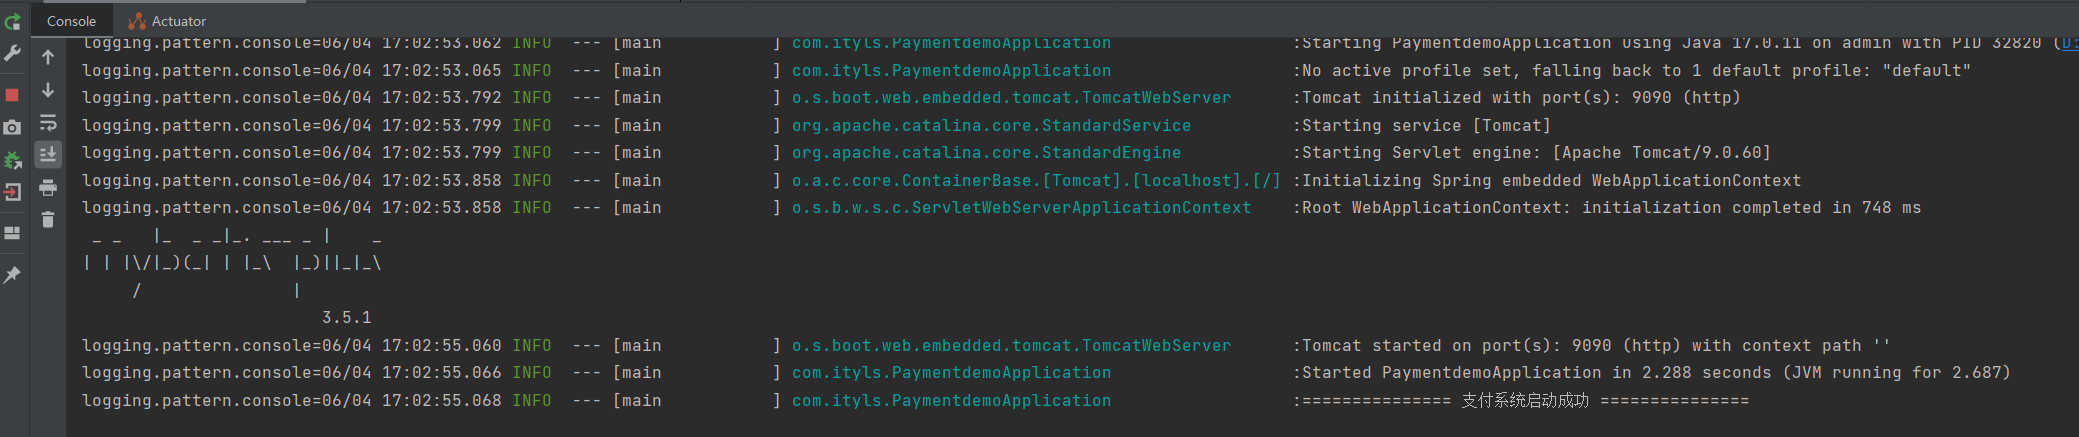 Console Actuator
logging.pattern.console=06/04 17:02:53.062 INFO  --- [main           ] com.ityls.PaymentdemoApplication                  :Starting PaymentdemoApplication using Java 17.0.11 on admin with PID 32820 (D:
logging.pattern.console=06/04 17:02:53.065 INFO  --- [main           ] com.ityls.PaymentdemoApplication                  :No active profile set, falling back to 1 default profile: "default"
logging.pattern.console=06/04 17:02:53.792 INFO  --- [main           ] o.s.boot.web.embedded.tomcat.TomcatWebServer      :Tomcat initialized with port(s): 9090 (http)
logging.pattern.console=06/04 17:02:53.799 INFO  --- [main           ] org.apache.catalina.core.StandardService          :Starting service [Tomcat]
logging.pattern.console=06/04 17:02:53.799 INFO  --- [main           ] org.apache.catalina.core.StandardEngine           :Starting Servlet engine: [Apache Tomcat/9.0.60]
logging.pattern.console=06/04 17:02:53.858 INFO  --- [main           ] o.a.c.core.ContainerBase.[Tomcat].[localhost].[/] :Initializing Spring embedded WebApplicationContext
logging.pattern.console=06/04 17:02:53.858 INFO  --- [main           ] o.s.b.w.s.c.ServletWebServerApplicationContext    :Root WebApplicationContext: initialization completed in 748 ms
 _ _   |_  _ _|_. ___ _ |    _
| | |\/|_)(_| | |_\  |_)||_|_\
     /               |
                        3.5.1
logging.pattern.console=06/04 17:02:55.060 INFO  --- [main           ] o.s.boot.web.embedded.tomcat.TomcatWebServer      :Tomcat started on port(s): 9090 (http) with context path ''
logging.pattern.console=06/04 17:02:55.066 INFO  --- [main           ] com.ityls.PaymentdemoApplication                  :Started PaymentdemoApplication in 2.288 seconds (JVM running for 2.687)
logging.pattern.console=06/04 17:02:55.068 INFO  --- [main           ] com.ityls.PaymentdemoApplication                  :=============== 支付系统启动成功 ===============